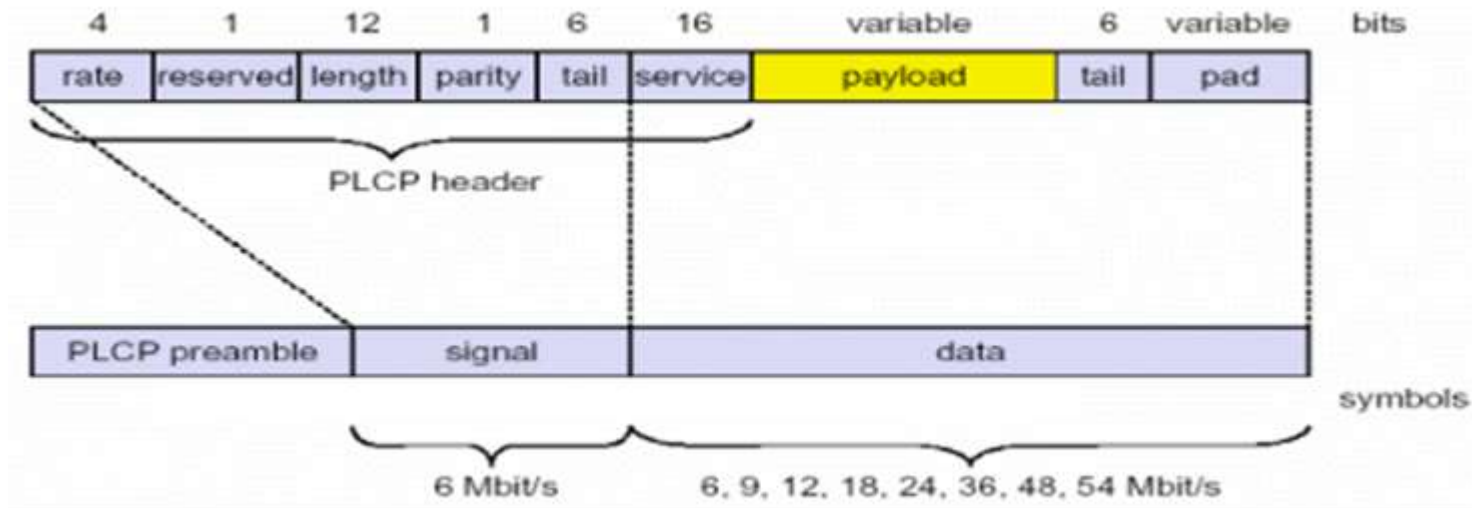 4 1 12 1 6 16 variable 6 variable bits
rate reserved length parity tail service payload tail pad
PLCP header
PLCP preamble signal data
symbols
6 Mbit/s 6, 9, 12, 18, 24, 36, 48, 54 Mbit/s